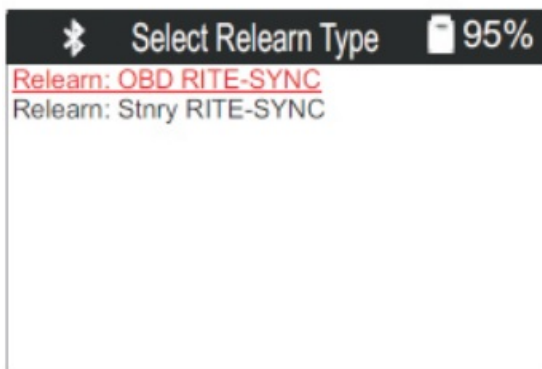 Select Relearn Type 95%
Relearn: OBD RITE-SYNC
Relearn: Stnry RITE-SYNC